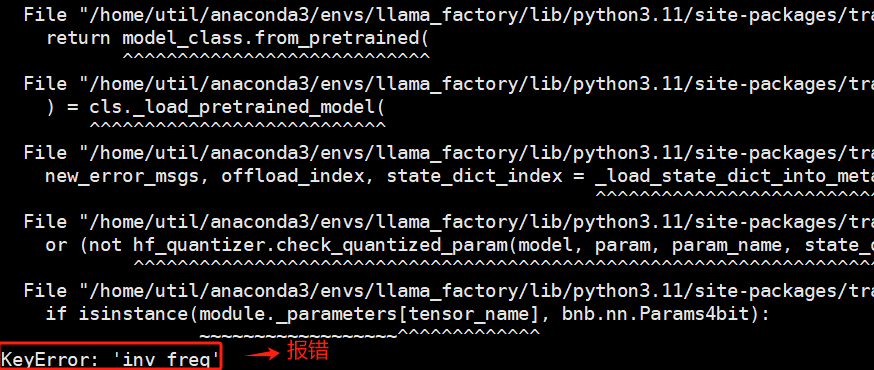 File "/home/util/anaconda3/envs/llama_factory/lib/python3.11/site-packages/tra
return model_class.from_pretrained(
^^^^^^^^^^^^^^^^^^^^^^^^^^^^
File "/home/util/anaconda3/envs/llama_factory/lib/python3.11/site-packages/tra
) = cls._load_pretrained_model(
^^^^^^^^^^^^^^^^^^^^^^^^^^^
File "/home/util/anaconda3/envs/llama_factory/lib/python3.11/site-packages/tra
new_error_msgs, offload_index, state_dict_index = _load_state_dict_into_meta
^^^^^^^^^^^^^^^^^^^^^^^^^^
File "/home/util/anaconda3/envs/llama_factory/lib/python3.11/site-packages/tra
or (not hf_quantizer.check_quantized_param(model, param, param_name, state_d
^^^^^^^^^^^^^^^^^^^^^^^^^^^^^^^^^^^^^^^^^^^^^^^^^^^^^^^^^^^^^^^^^^^^
File "/home/util/anaconda3/envs/llama_factory/lib/python3.11/site-packages/tra
if isinstance(module._parameters[tensor_name], bnb.nn.Params4bit):
~~~~~~~~~~~~~~~~~~^^^^^^^^^^^^^
KeyError: 'inv_freq' 报错